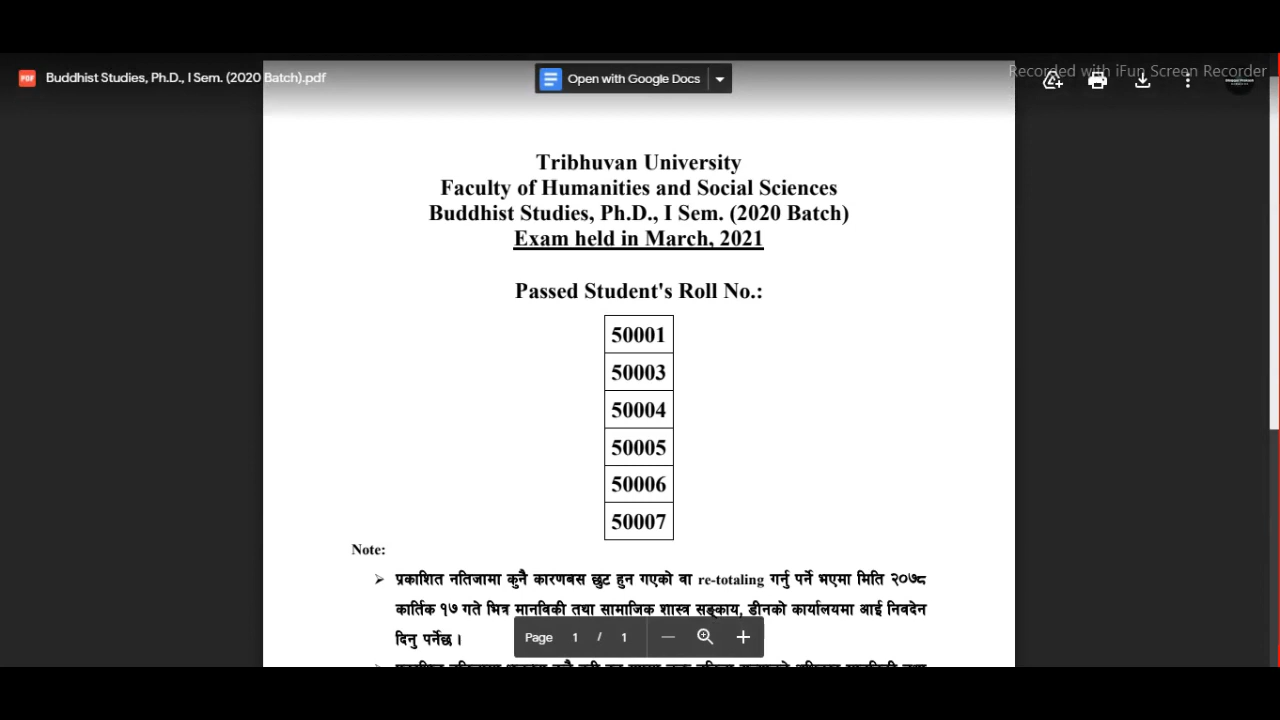 Recorded with iFun Screen Recorder
Buddhist Studies, Ph.D., I Sem. (2020 Batch).pdf
Open with Google Docs
Tribhuvan University
Faculty of Humanities and Social Sciences
Buddhist Studies, Ph.D., I Sem. (2020 Batch)
Exam held in March, 2021
Passed Student's Roll No.:
50001
50003
50004
50005
50006
50007
Note:
➢ प्रकाशित नतिजामा कुनै कारणबस छुट हुन गएको वा re-totaling गर्नु पर्ने भएमा मिति २०७८
कार्तिक १७ गते भित्र मानविकी तथा सामाजिक शास्त्र सङ्काय, डीनको कार्यालयमा आई निवदेन
दिनु पर्नेछ ।
Page 1 / 1